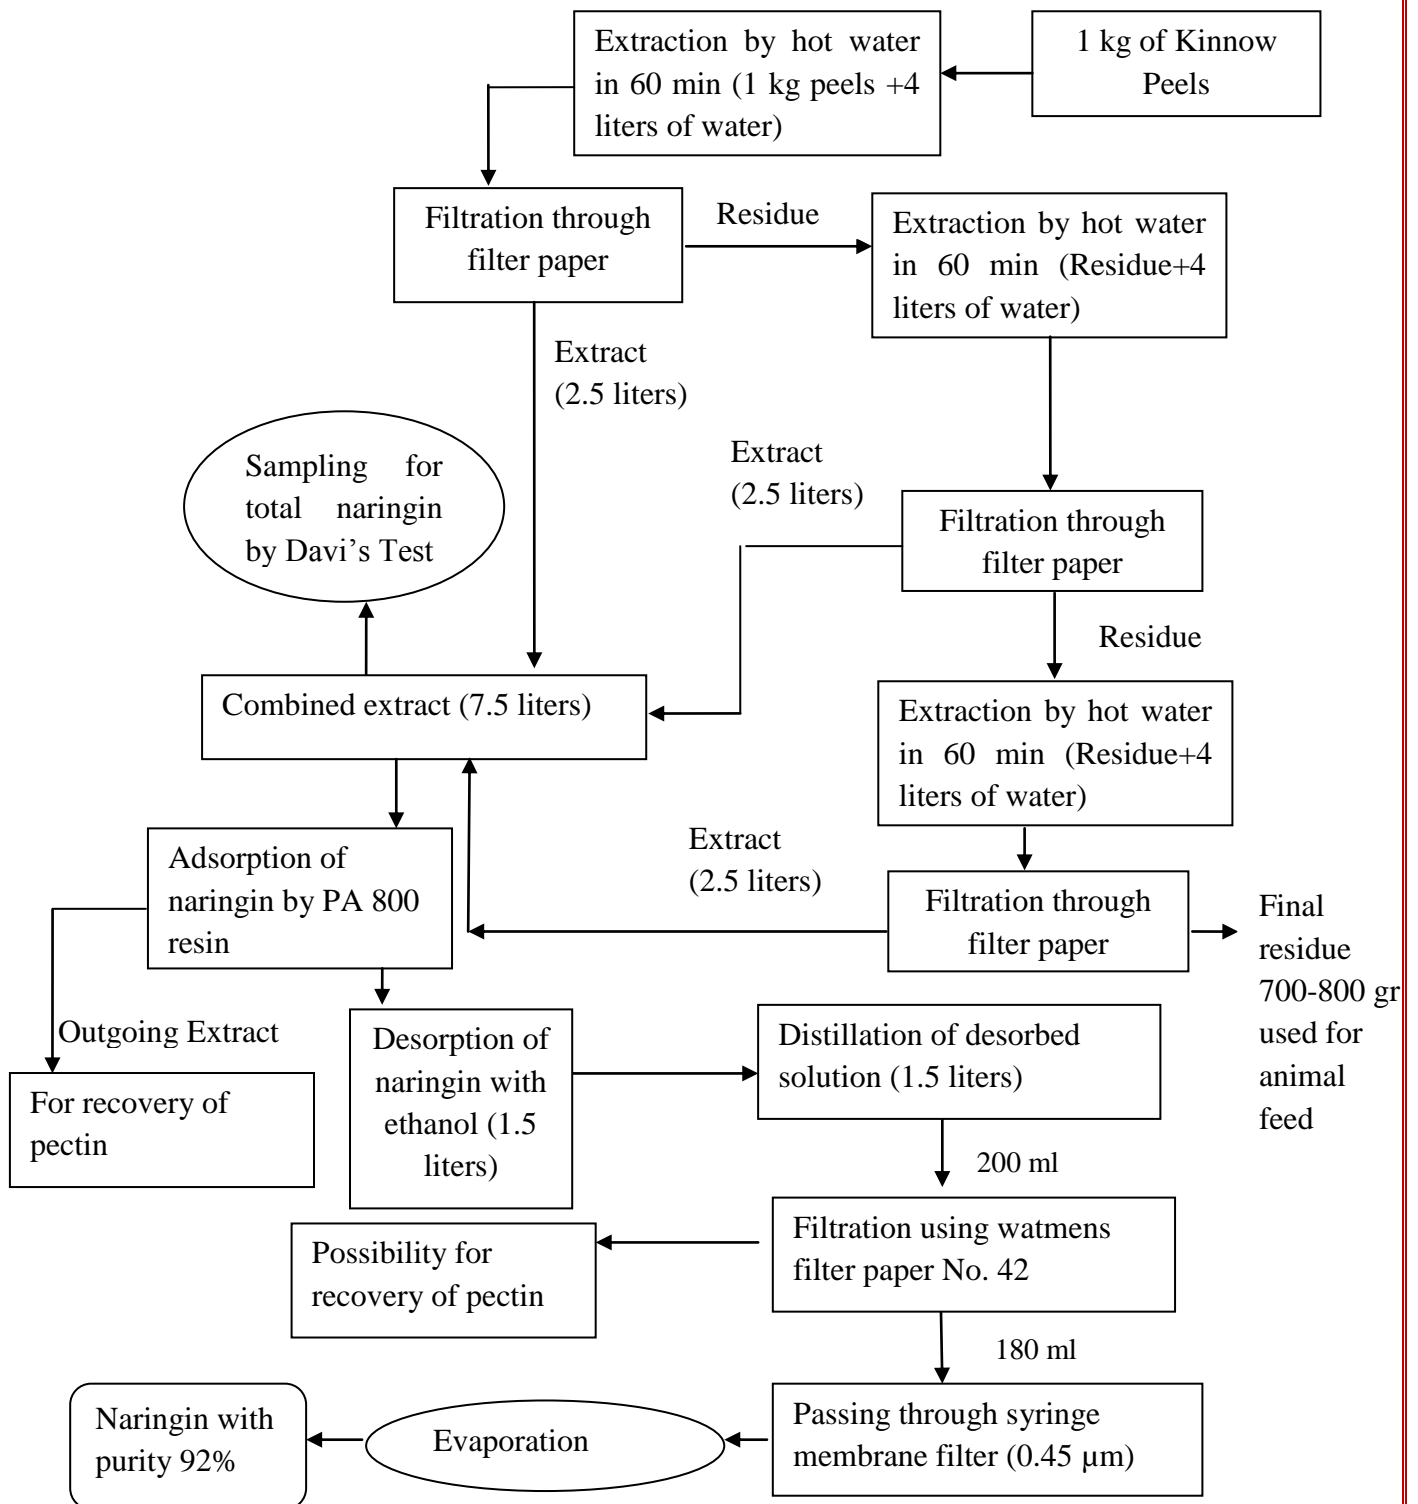 1 kg of Kinnow
Peels
Extraction by hot water
in 60 min (1 kg peels +4
liters of water)
Filtration through
filter paper
Residue
Extraction by hot water
in 60 min (Residue+4
liters of water)
Extract
(2.5 liters)
Filtration through
filter paper
Extract
(2.5 liters)
Sampling for
total naringin
by Davi’s Test
Residue
Combined extract (7.5 liters)
Extraction by hot water
in 60 min (Residue+4
liters of water)
Extract
(2.5 liters)
Filtration through
filter paper
Final
residue
700-800 gr
used for
animal
feed
Adsorption of
naringin by PA 800
resin
Outgoing Extract
For recovery of
pectin
Desorption of
naringin with
ethanol (1.5
liters)
Distillation of desorbed
solution (1.5 liters)
200 ml
Filtration using watmens
filter paper No. 42
Possibility for
recovery of pectin
180 ml
Passing through syringe
membrane filter (0.45 µm)
Evaporation
Naringin with
purity 92%